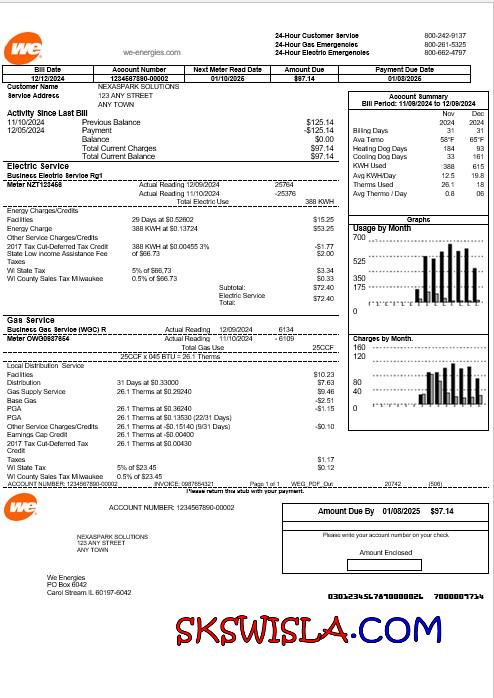 we
we-energies.com
24-Hour Customer Service 800-242-9137
24-Hour Gas Emergencies 800-261-5325
24-Hour Electric Emergencies 800-662-4797
Bill Date Account Number Next Meter Read Date Amount Due Payment Due Date
12/12/2024 1234567890-00002 01/10/2025 $97.14 01/08/2025
Customer Name NEXASPARK SOLUTIONS
Service Address 123 ANY STREET
ANY TOWN
Activity Since Last Bill
11/10/2024 Previous Balance $125.14
12/05/2024 Payment -$125.14
Balance $0.00
Total Current Charges $97.14
Total Current Balance $97.14
Electric Service
Business Electric Service Rg1
Meter NZT123468 Actual Reading 12/09/2024 25764
Actual Reading 11/10/2024 -25376
Total Electric Use 388 KWH
Energy Charges/Credits
Facilities 29 Days at $0.52602 $15.25
Energy Charge 388 KWH at $0.13724 $53.25
Other Service Charges/Credits
2017 Tax Cut-Deferred Tax Credit 388 KWH at $0.00455 3% -$1.77
State Low Income Assistance Fee of $66.73 $2.00
Taxes
WI State Tax 5% of $66,73 $3.34
WI County Sales Tax Milwaukee 0.5% of $66.73 $0.33
Subtotal: $72.40
Electric Service Total: $72.40
Gas Service
Business Gas Service (WGC) R Actual Reading 12/09/2024 6134
Meter OWG0937654 Actual Reading 11/10/2024 - 6109
Total Gas Use 25CCF
25CCF x 045 BTU = 26.1 Therms
Local Distribution Service
Facilities $10.23
Distribution 31 Days at $0.33000 $7.63
Gas Supply Service 26.1 Therms at $0.29240 $9.46
Base Gas -$2.51
PGA 26.1 Therms at $0.36240 -$1.15
PGA 26.1 Therms at $0.13530 (22/31 Days)
Other Service Charges/Credits 26.1 Therms at -$0.15140 (9/31 Days) -$0.10
Earnings Cap Credit 26.1 Therms at -$0.00400
2017 Tax Cut-Deferred Tax Credit 26.1 Therms at $0.00430
Taxes $1.17
WI State Tax 5% of $23.45 $0.12
WI County Sales Tax Milwaukee 0.5% of $23.45
Account Summary
Bill Period: 11/09/2024 to 12/09/2024
Nov Dec
2024 2024
Billing Days 31 31
Ava Temo 58°F 65°F
Heating Dog Days 184 93
Cooling Dog Days 33 161
KWH Used 388 615
Avg KWH/Day 12.5 19.8
Therms Used 26.1 18
Avg Thermo / Day 0.8 06
Graphs
Usage by Month
700
525
350
175
0
Charges by Month.
160
120
80
40
0
ACCOUNT NUMBER: 1234567890-00002 INVOICE: 0987654321 Page 1 of 1 WEG_PDF_Out 20742 (506)
Please return this stub with your payment.
we
ACCOUNT NUMBER: 1234567890-00002
Amount Due By 01/08/2025 $97.14
Please write your account number on your check
Amount Enclosed
NEXASPARK SOLUTIONS
123 ANY STREET
ANY TOWN
We Energies
PO Box 6042
Carol Stream IL 60197-6042
0301234567890000026 7000009714
SKSWISLA.COM